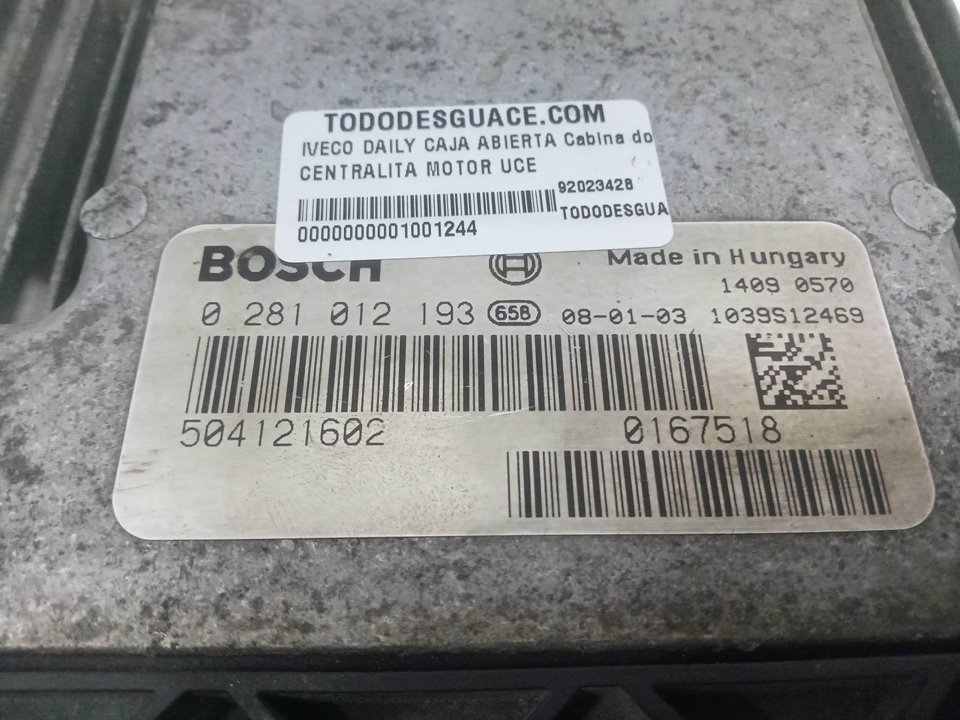 TODODESGUACE.COM
IVECO DAILY CAJA ABIERTA Cabina do
CENTRALITA MOTOR UCE
92023428
TODODESGUA
0000000001001244
BOSCH
Made in Hungary
1409 0570
0 281 012 193 658 08-01-03 1039S12469
504121602 0167518